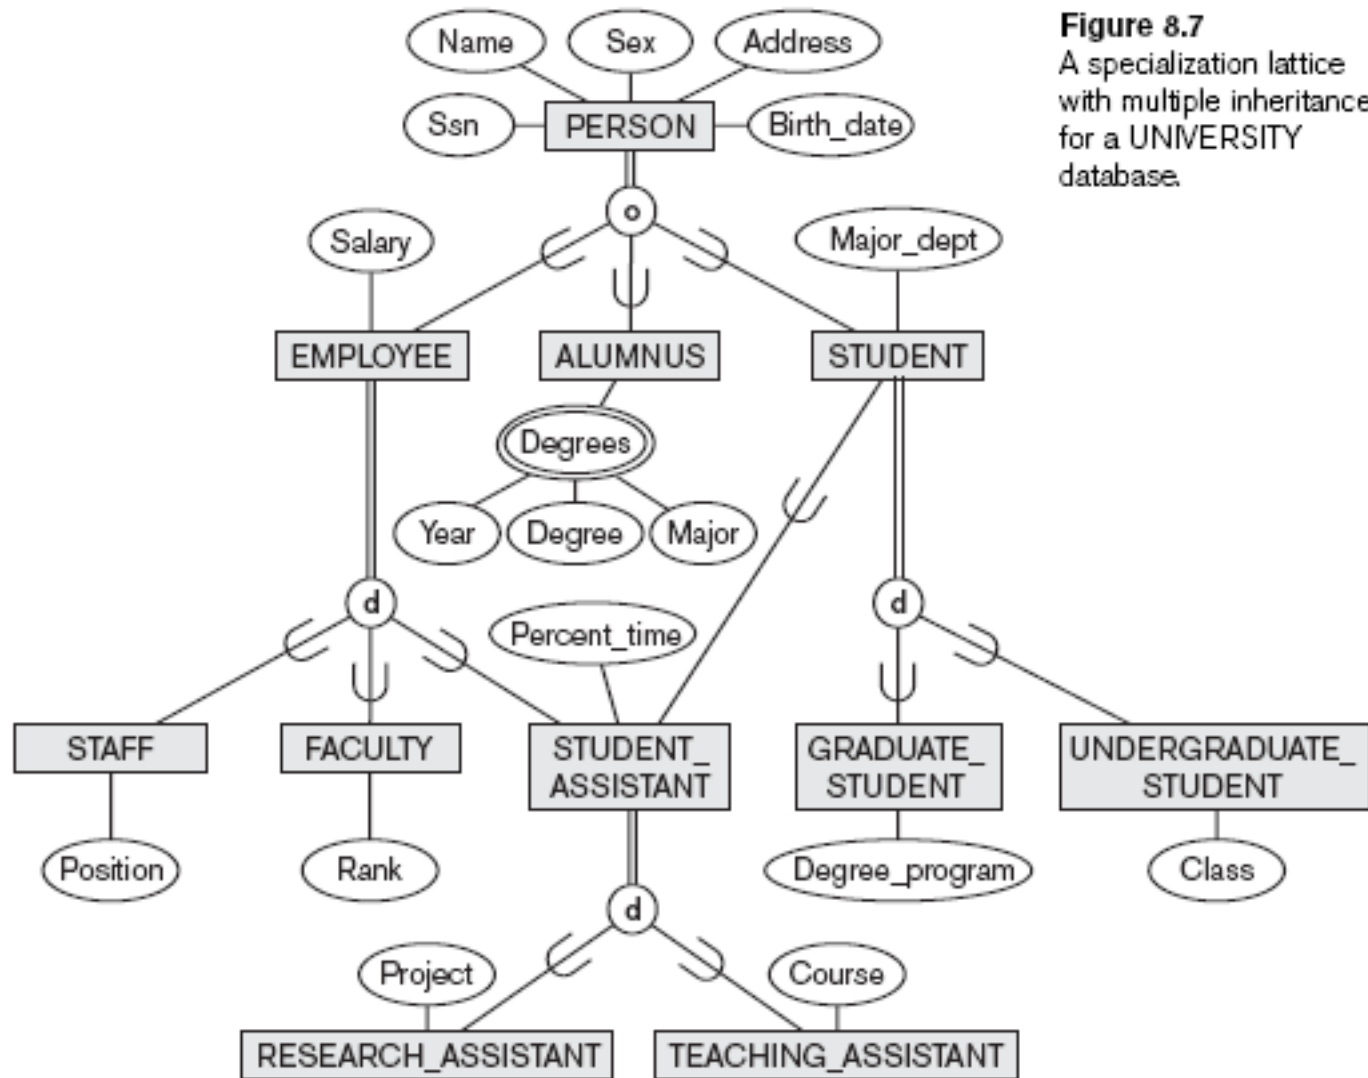 Figure 8.7
A specialization lattice
with multiple inheritance
for a UNIVERSITY
database.
Name
Sex
Address
Ssn
PERSON
Birth_date
o
Salary
Major_dept
EMPLOYEE
ALUMNUS
STUDENT
Degrees
Year
Degree
Major
d
d
Percent_time
STAFF
FACULTY
STUDENT_
ASSISTANT
GRADUATE_
STUDENT
UNDERGRADUATE_
STUDENT
Position
Rank
Degree_program
Class
d
Project
Course
RESEARCH_ASSISTANT
TEACHING_ASSISTANT